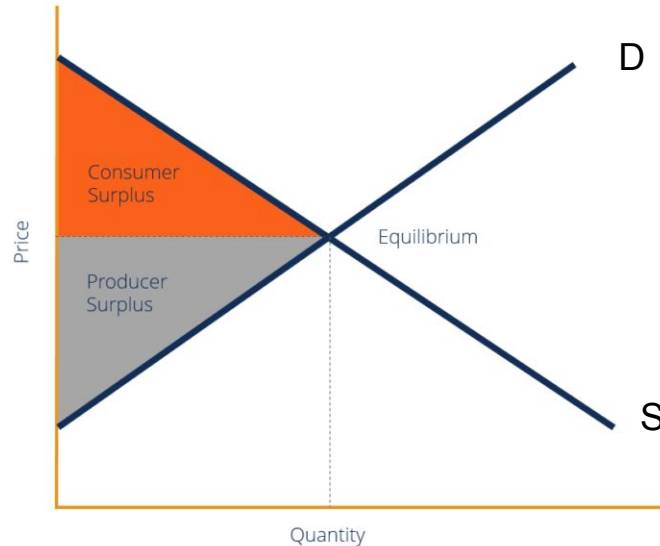 D
Consumer
Surplus
Price
Equilibrium
Producer
Surplus
S
Quantity